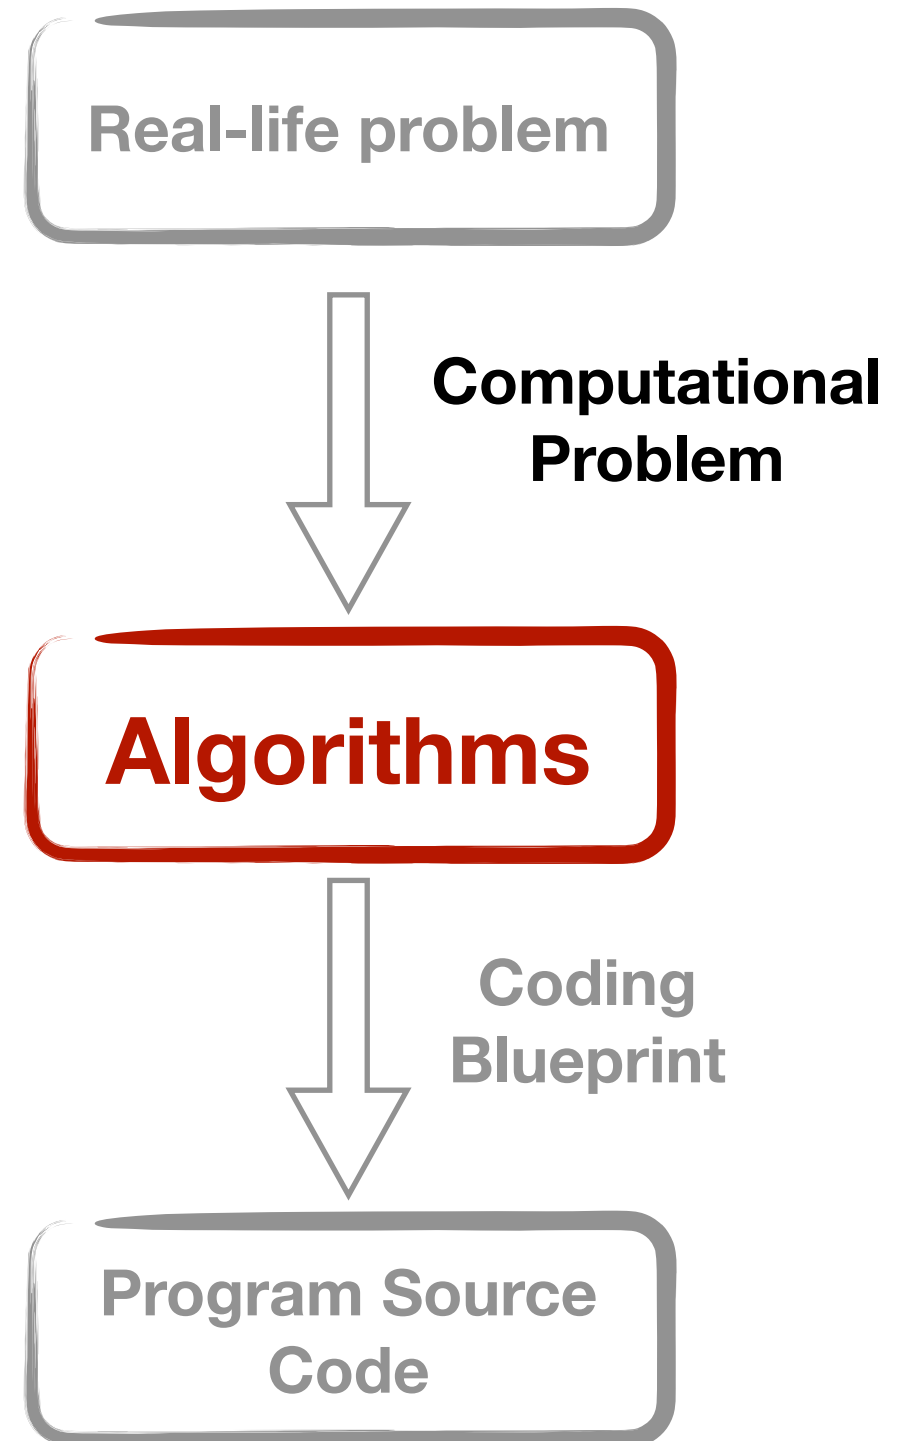 Real-life problem
Computational
Problem
Algorithms
Coding
Blueprint
Program Source
Code